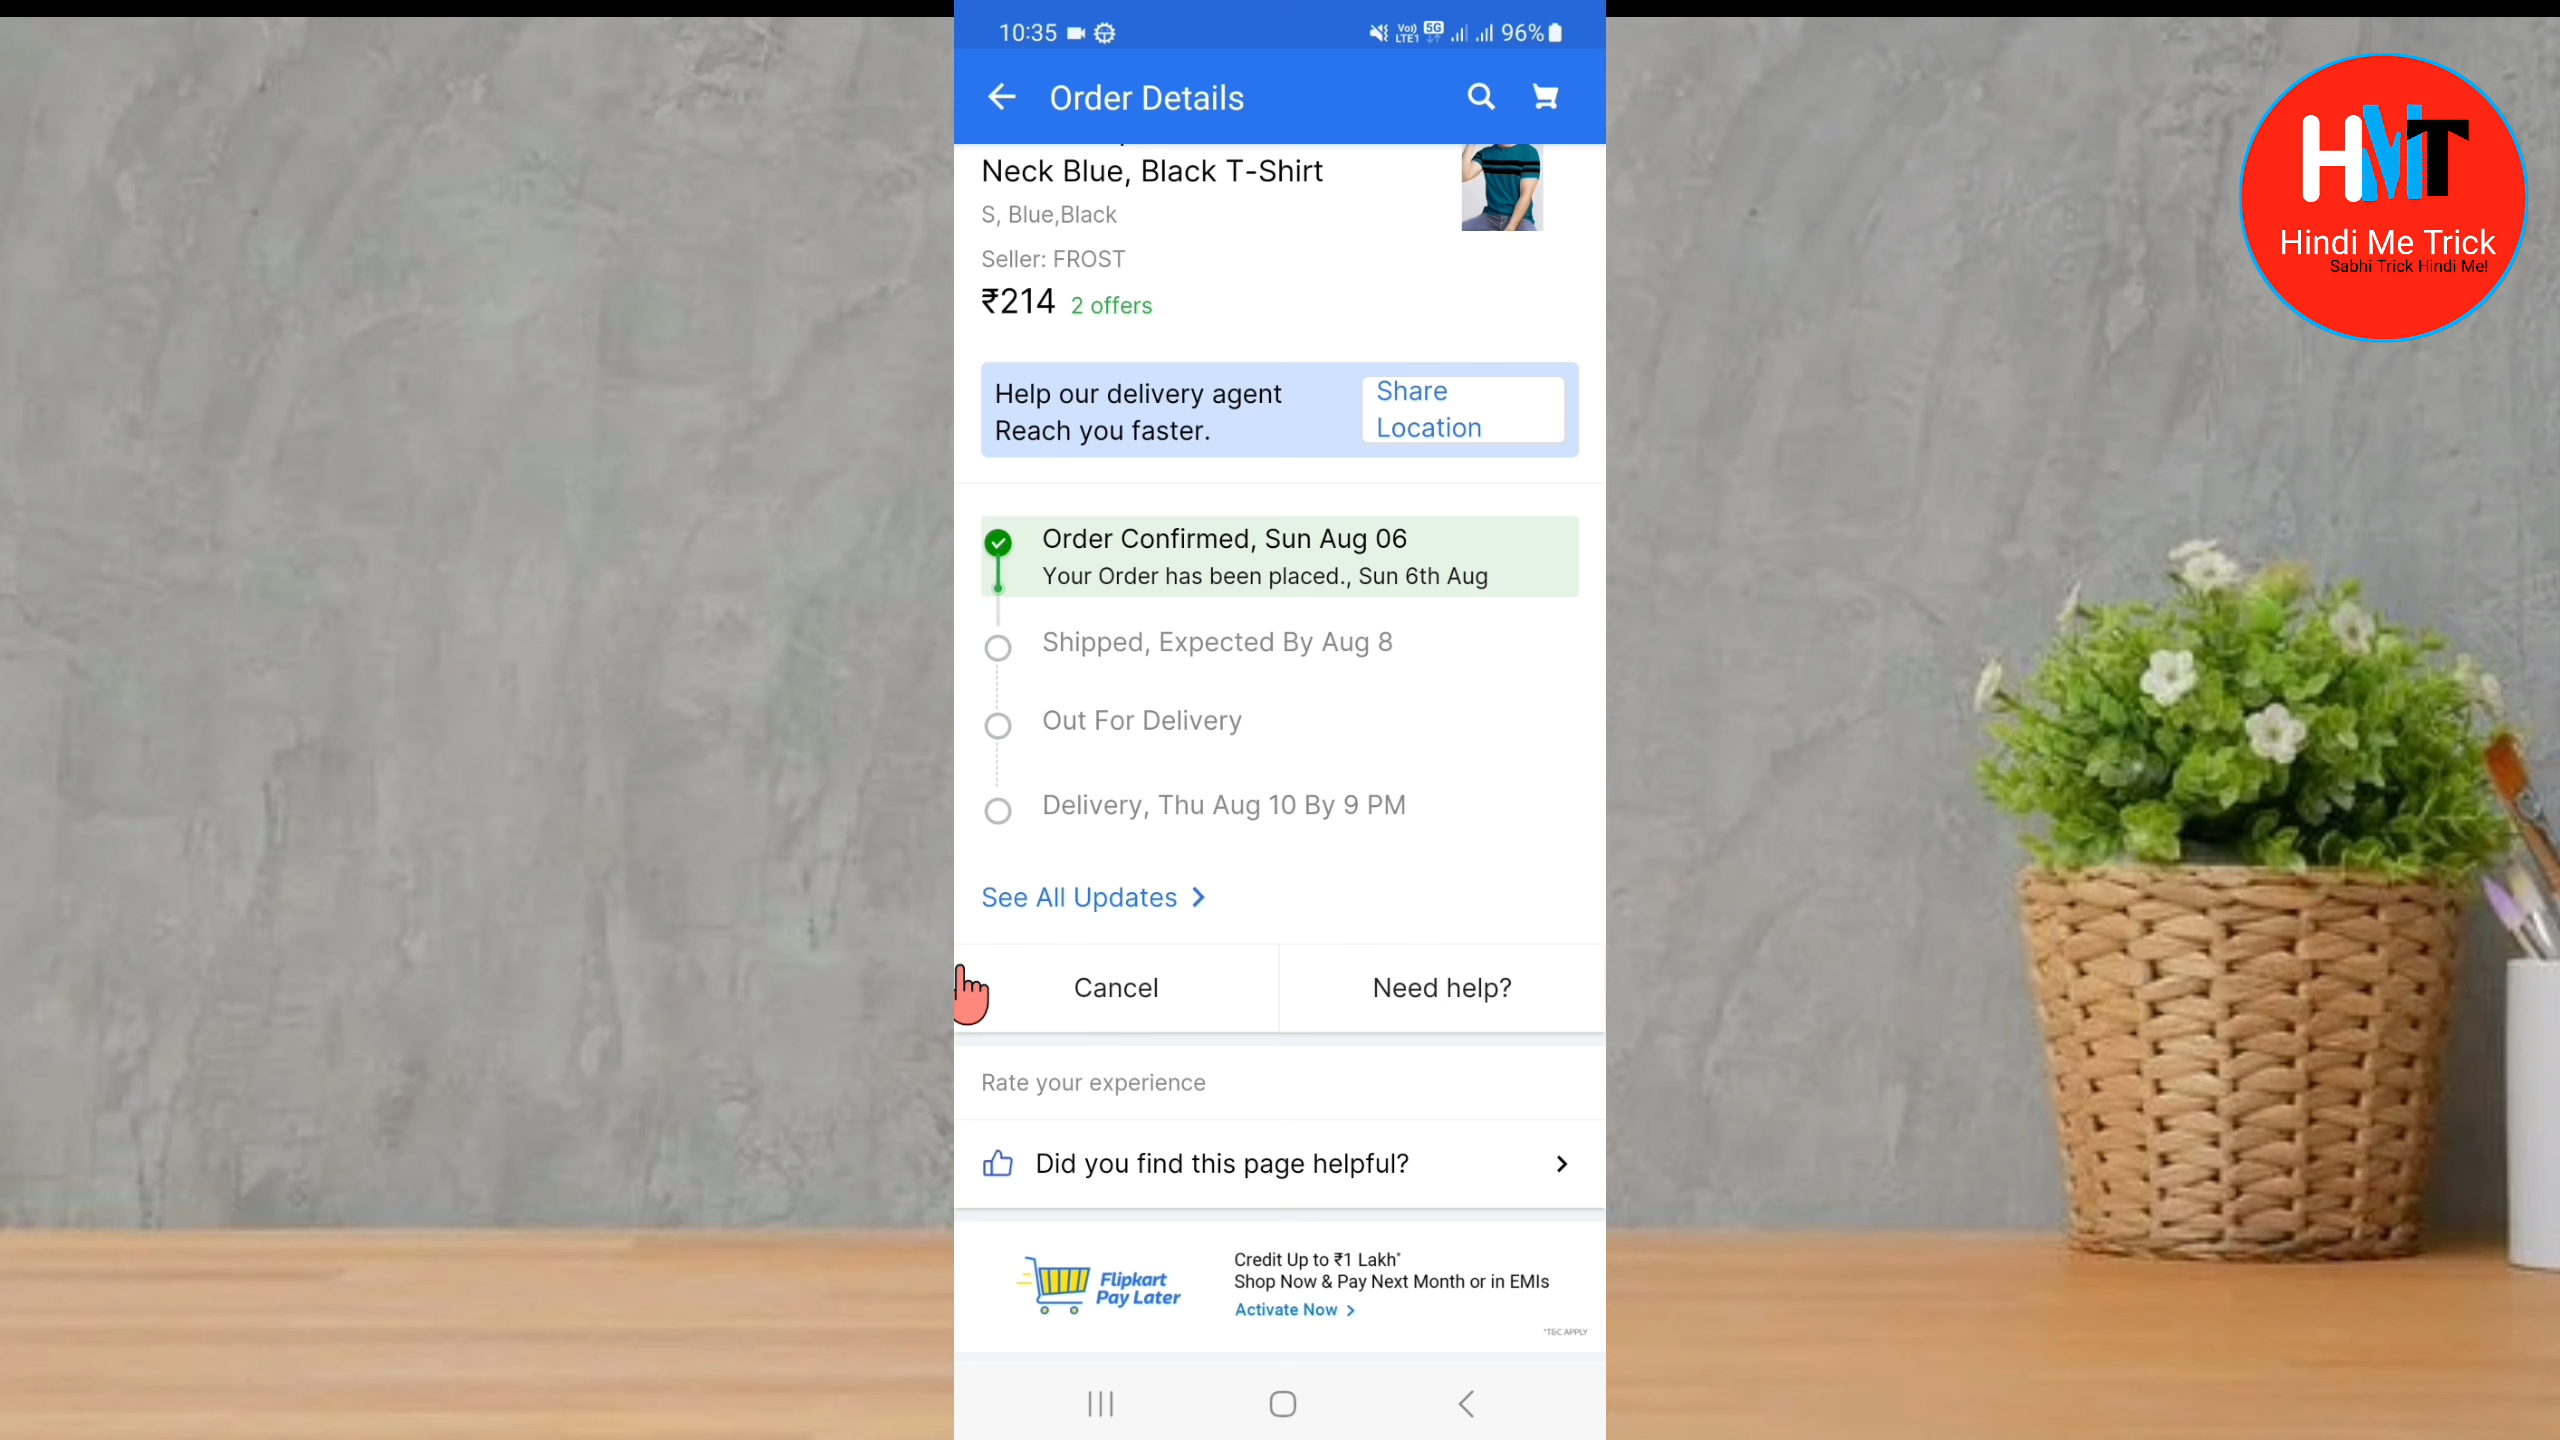 10:35
Vo)) LTE1 5G 96%
Order Details
Neck Blue, Black T-Shirt
S, Blue,Black
Seller: FROST
₹214 2 offers
Help our delivery agent
Reach you faster.
Share
Location
Order Confirmed, Sun Aug 06
Your Order has been placed., Sun 6th Aug
Shipped, Expected By Aug 8
Out For Delivery
Delivery, Thu Aug 10 By 9 PM
See All Updates
Cancel
Need help?
Rate your experience
Did you find this page helpful?
Flipkart
Pay Later
Credit Up to ₹1 Lakh*
Shop Now & Pay Next Month or in EMIs
Activate Now
*T&C APPLY
HMT
Hindi Me Trick
Sabhi Trick Hindi Me!